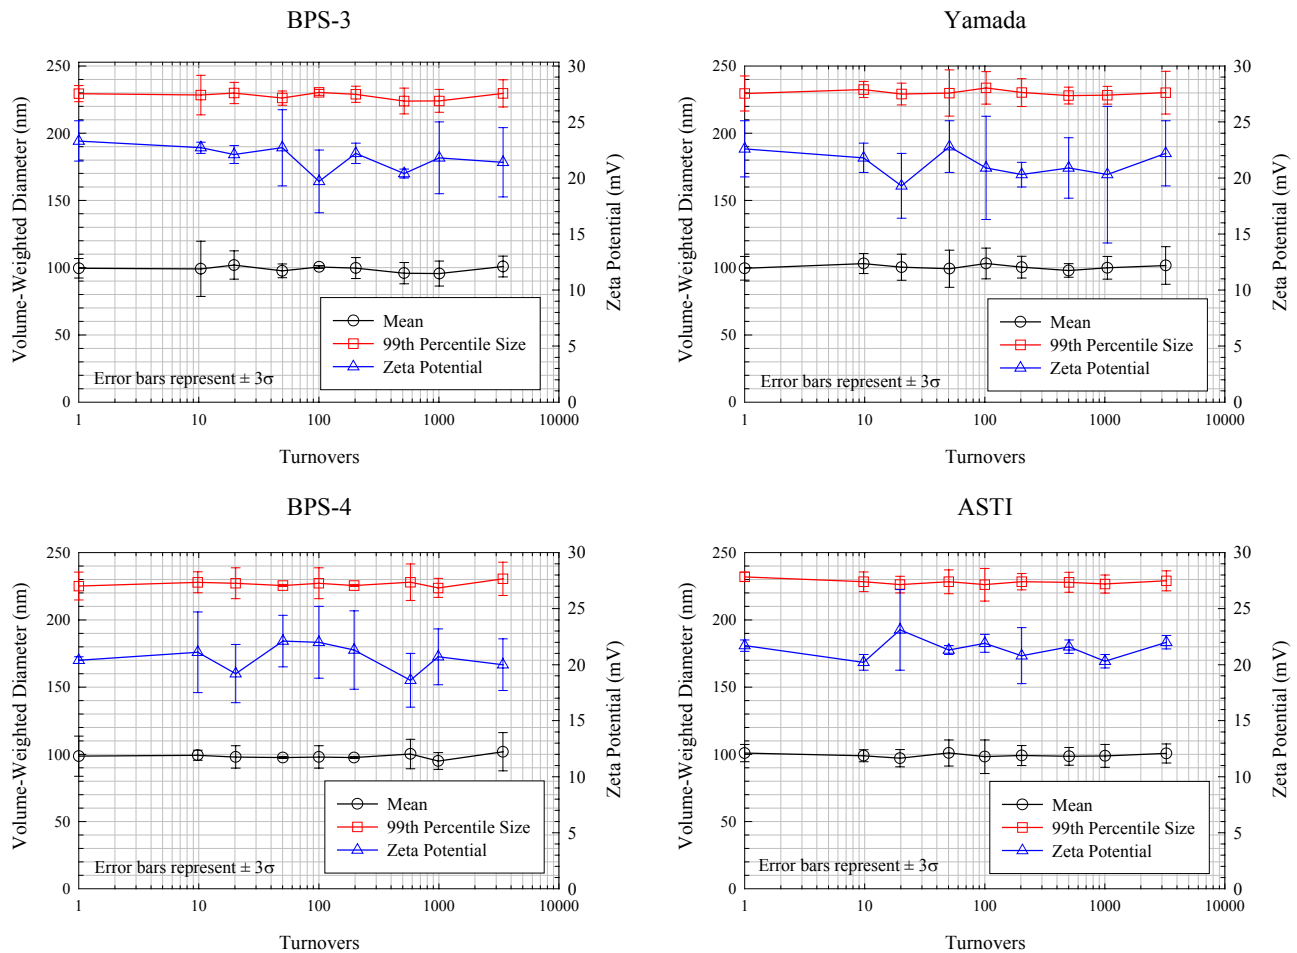 BPS-3
250
200
150
100
50
0
30
25
20
15
10
5
0
1 10 100 1000 10000
Volume-Weighted Diameter (nm)
Zeta Potential (mV)
Turnovers
Mean
99th Percentile Size
Zeta Potential
Error bars represent ± 3σ
Yamada
250
200
150
100
50
0
30
25
20
15
10
5
0
1 10 100 1000 10000
Volume-Weighted Diameter (nm)
Zeta Potential (mV)
Turnovers
Mean
99th Percentile Size
Zeta Potential
Error bars represent ± 3σ
BPS-4
250
200
150
100
50
0
30
25
20
15
10
5
0
1 10 100 1000 10000
Volume-Weighted Diameter (nm)
Zeta Potential (mV)
Turnovers
Mean
99th Percentile Size
Zeta Potential
Error bars represent ± 3σ
ASTI
250
200
150
100
50
0
30
25
20
15
10
5
0
1 10 100 1000 10000
Volume-Weighted Diameter (nm)
Zeta Potential (mV)
Turnovers
Mean
99th Percentile Size
Zeta Potential
Error bars represent ± 3σ